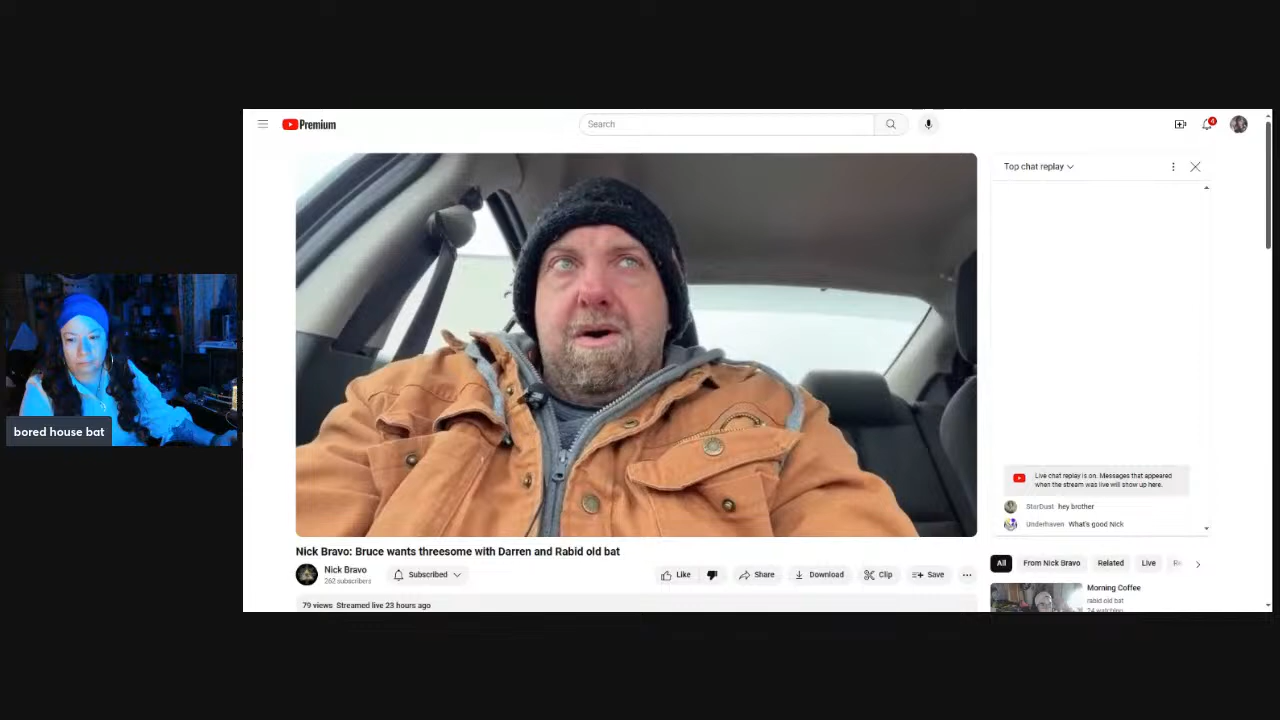 Premium
Search
4
Top chat replay
Live chat replay is on. Messages that appeared
when the stream was live will show up here.
StarDust hey brother
Underhaven What's good Nick
bored house bat
Nick Bravo: Bruce wants threesome with Darren and Rabid old bat
Nick Bravo
262 subscribers
Subscribed
Like
Share
Download
Clip
Save
All
From Nick Bravo
Related
Live
79 views Streamed live 23 hours ago
Morning Coffee
rabid old bat